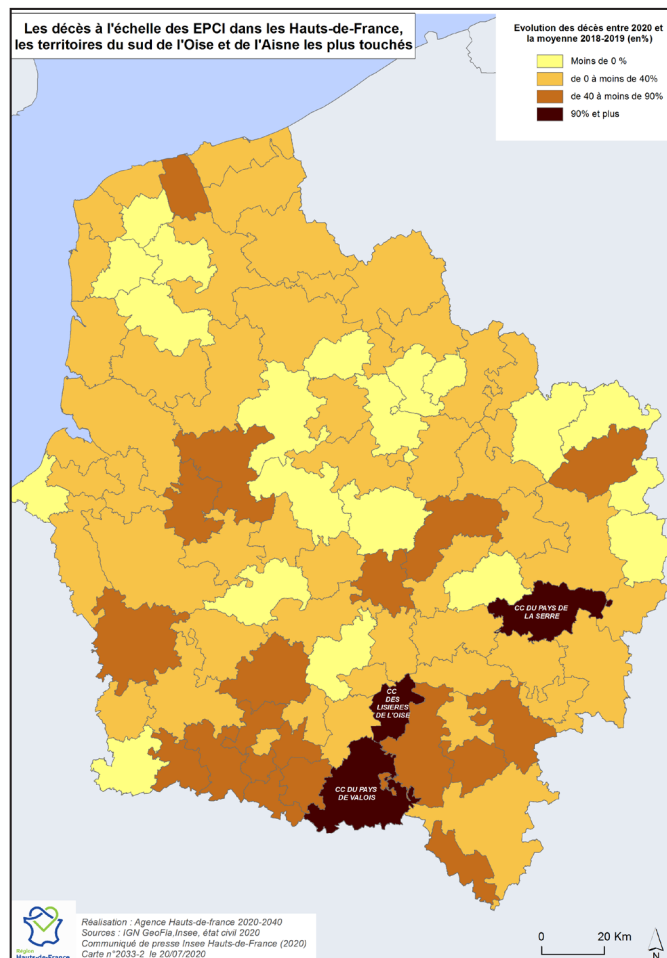 Les décès à l'échelle des EPCI dans les Hauts-de-France,
les territoires du sud de l'Oise et de l'Aisne les plus touchés
Evolution des décès entre 2020 et
la moyenne 2018-2019 (en%)
Moins de 0 %
de 0 à moins de 40%
de 40 à moins de 90%
90% et plus
CC DU PAYS DE
LA SERRE
CC
DES
LISIERES
DE L'OISE
CC DU PAYS
DE VALOIS
Région
Hauts-de-France
Réalisation : Agence Hauts-de-france 2020-2040
Sources : IGN GeoFla,Insee, état civil 2020
Communiqué de presse Insee Hauts-de-France (2020)
Carte n°2033-2 le 20/07/2020
0 20 Km
N